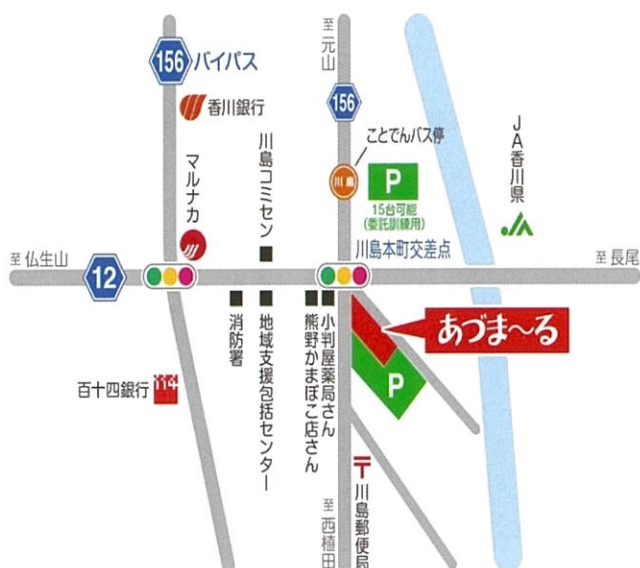 至元山
156 バイパス
156
香川銀行
ことでんバス停
川島
P
15台可能
(委託訓練用)
JA香川県
マルナカ
川島コミセン
川島本町交差点
至仏生山
12
至長尾
消防署
地域支援包括センター
熊野かまぼこ店さん
小判屋薬局さん
あづま〜る
P
百十四銀行
114
〒川島郵便局
至西植田